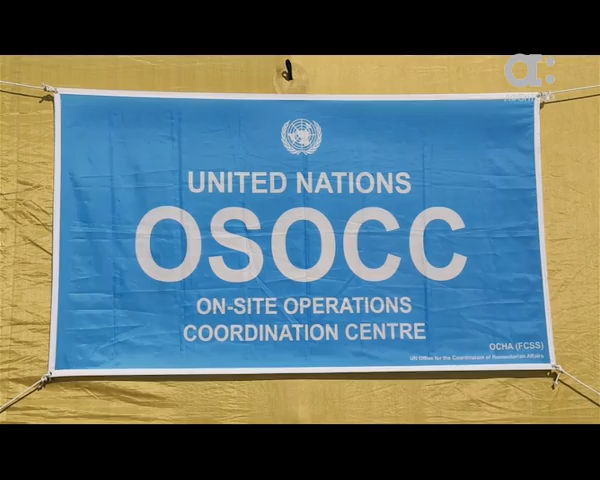 UNITED NATIONS
OSOCC
ON-SITE OPERATIONS
COORDINATION CENTRE
OCHA (FCSS)
UN Office for the Coordination of Humanitarian Affairs